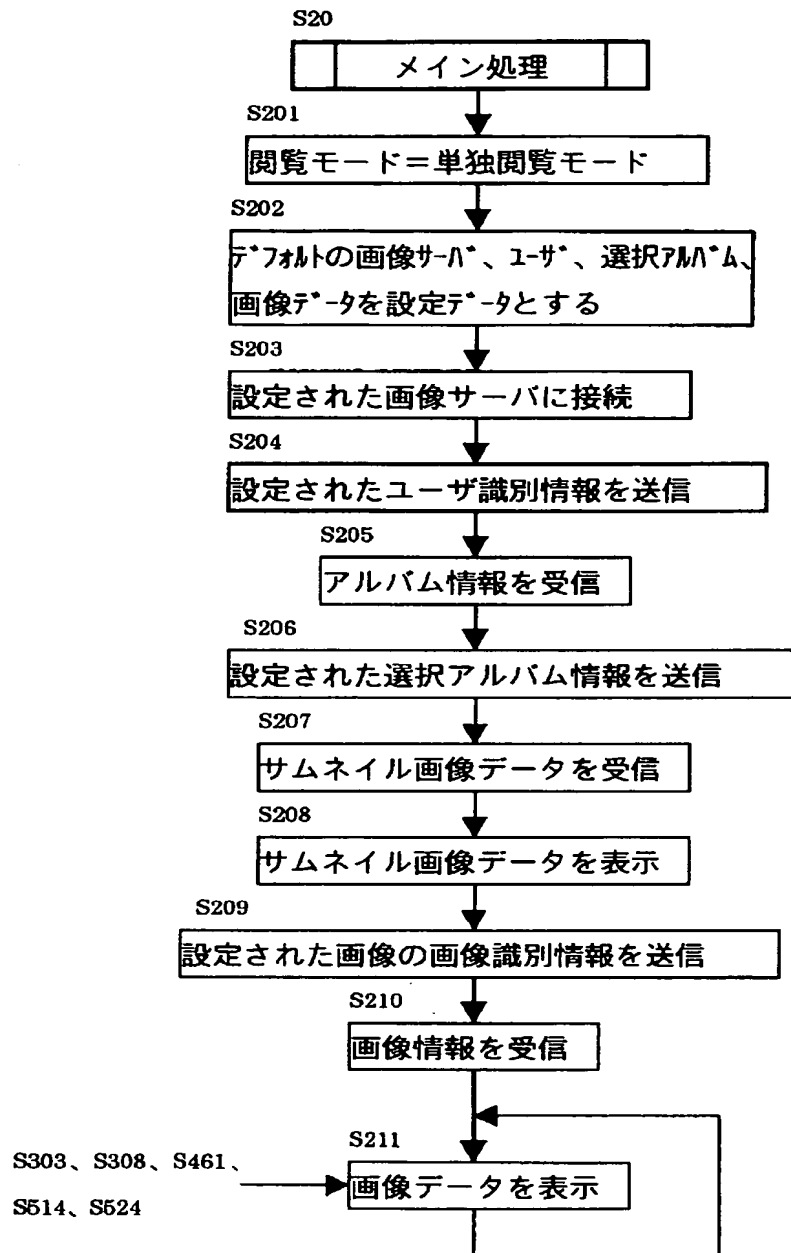 S20
メイン処理
S201
閲覧モード＝単独閲覧モード
S202
ﾃﾞﾌｫﾙﾄの画像ｻｰﾊﾞ、ﾕｰｻﾞ、選択ｱﾙﾊﾞﾑ、
画像ﾃﾞｰﾀを設定ﾃﾞｰﾀとする
S203
設定された画像サーバに接続
S204
設定されたユーザ識別情報を送信
S205
アルバム情報を受信
S206
設定された選択アルバム情報を送信
S207
サムネイル画像データを受信
S208
サムネイル画像データを表示
S209
設定された画像の画像識別情報を送信
S210
画像情報を受信
S211
画像データを表示
S303、S308、S461、
S514、S524